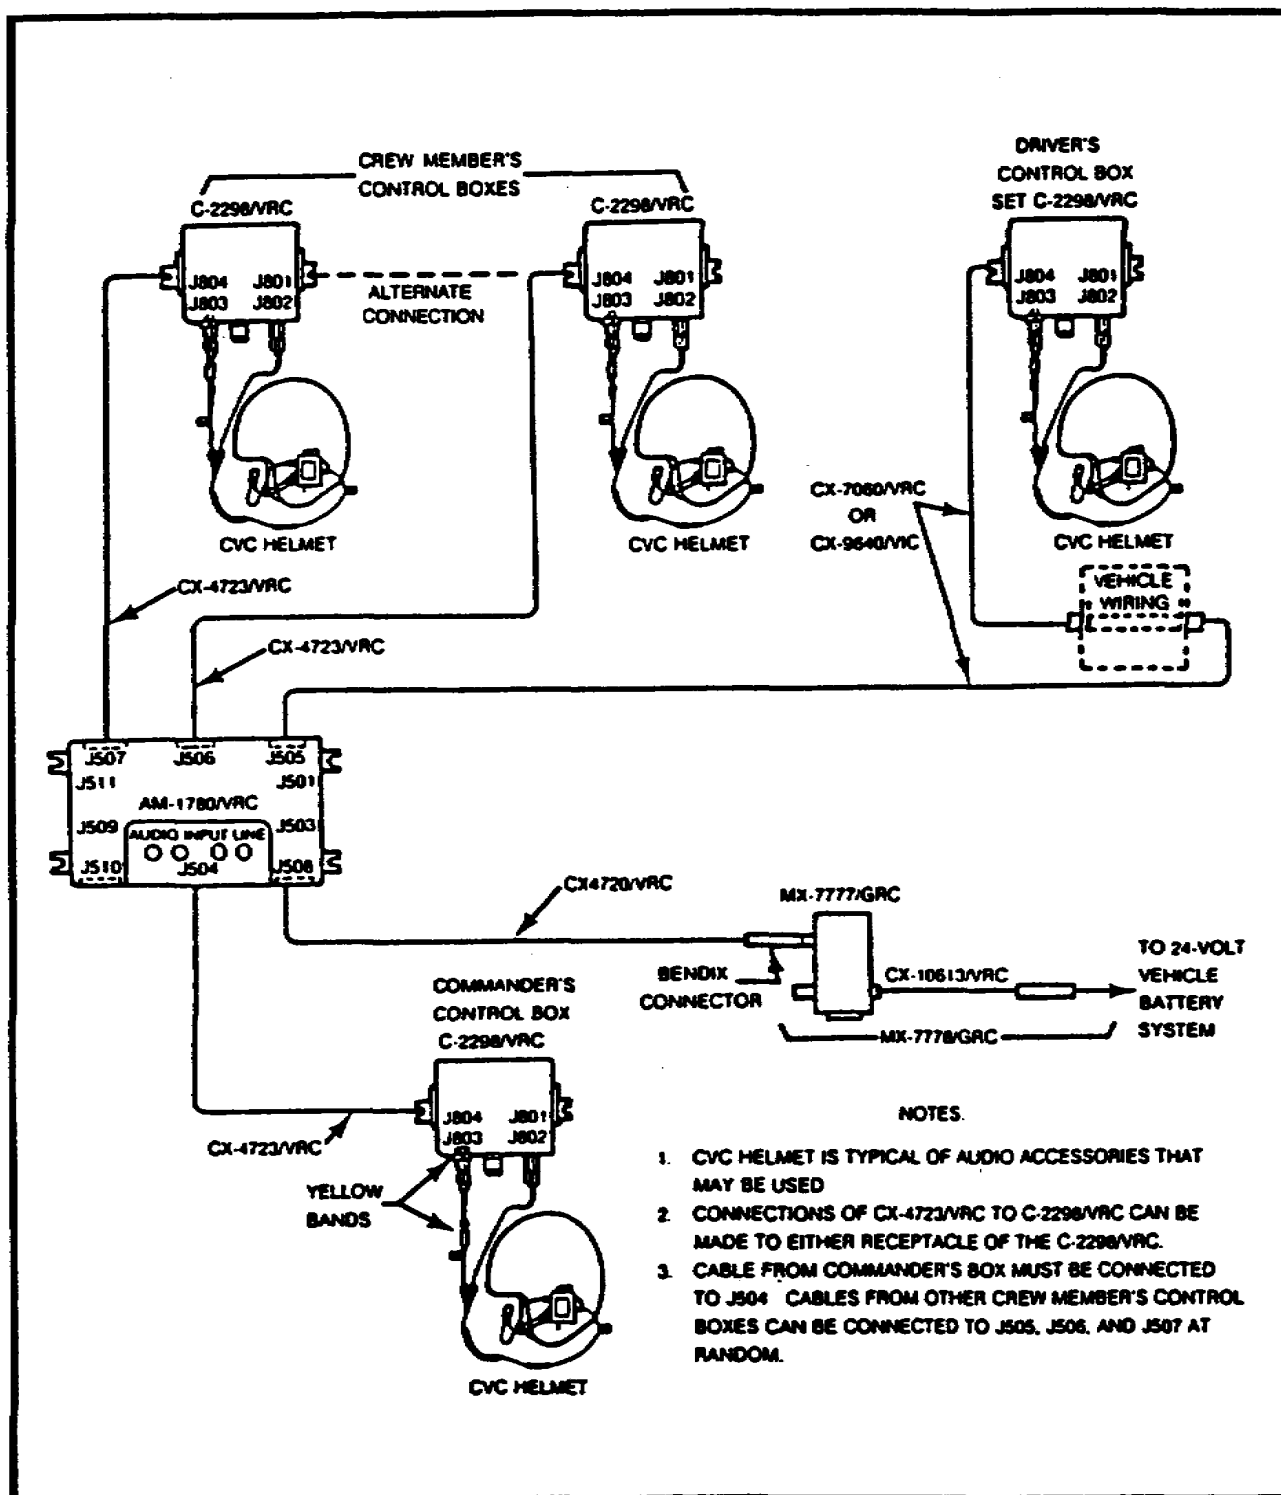 CREW MEMBER'S
CONTROL BOXES
C-2298/VRC
C-2298/VRC
DRIVER'S
CONTROL BOX
SET C-2298/VRC
J804 J801
J803 J802
ALTERNATE
CONNECTION
J804 J801
J803 J802
J804 J801
J803 J802
CVC HELMET
CVC HELMET
CVC HELMET
CX-7060/VRC
OR
CX-9640/VIC
VEHICLE
WIRING
CX-4723/VRC
CX-4723/VRC
J507 J506 J505
J511 J501
AM-1780/VRC
J509 J503
AUDIO INPUT LINE
J510 J504 J508
CX4720/VRC
MX-7777/GRC
BENDIX
CONNECTOR
CX-10613/VRC
TO 24-VOLT
VEHICLE
BATTERY
SYSTEM
MX-7778/GRC
COMMANDER'S
CONTROL BOX
C-2298/VRC
J804 J801
J803 J802
CX-4723/VRC
YELLOW
BANDS
CVC HELMET
NOTES.
1. CVC HELMET IS TYPICAL OF AUDIO ACCESSORIES THAT
MAY BE USED
2. CONNECTIONS OF CX-4723/VRC TO C-2298/VRC CAN BE
MADE TO EITHER RECEPTACLE OF THE C-2298/VRC.
3. CABLE FROM COMMANDER'S BOX MUST BE CONNECTED
TO J504 CABLES FROM OTHER CREW MEMBER'S CONTROL
BOXES CAN BE CONNECTED TO J505, J506, AND J507 AT
RANDOM.